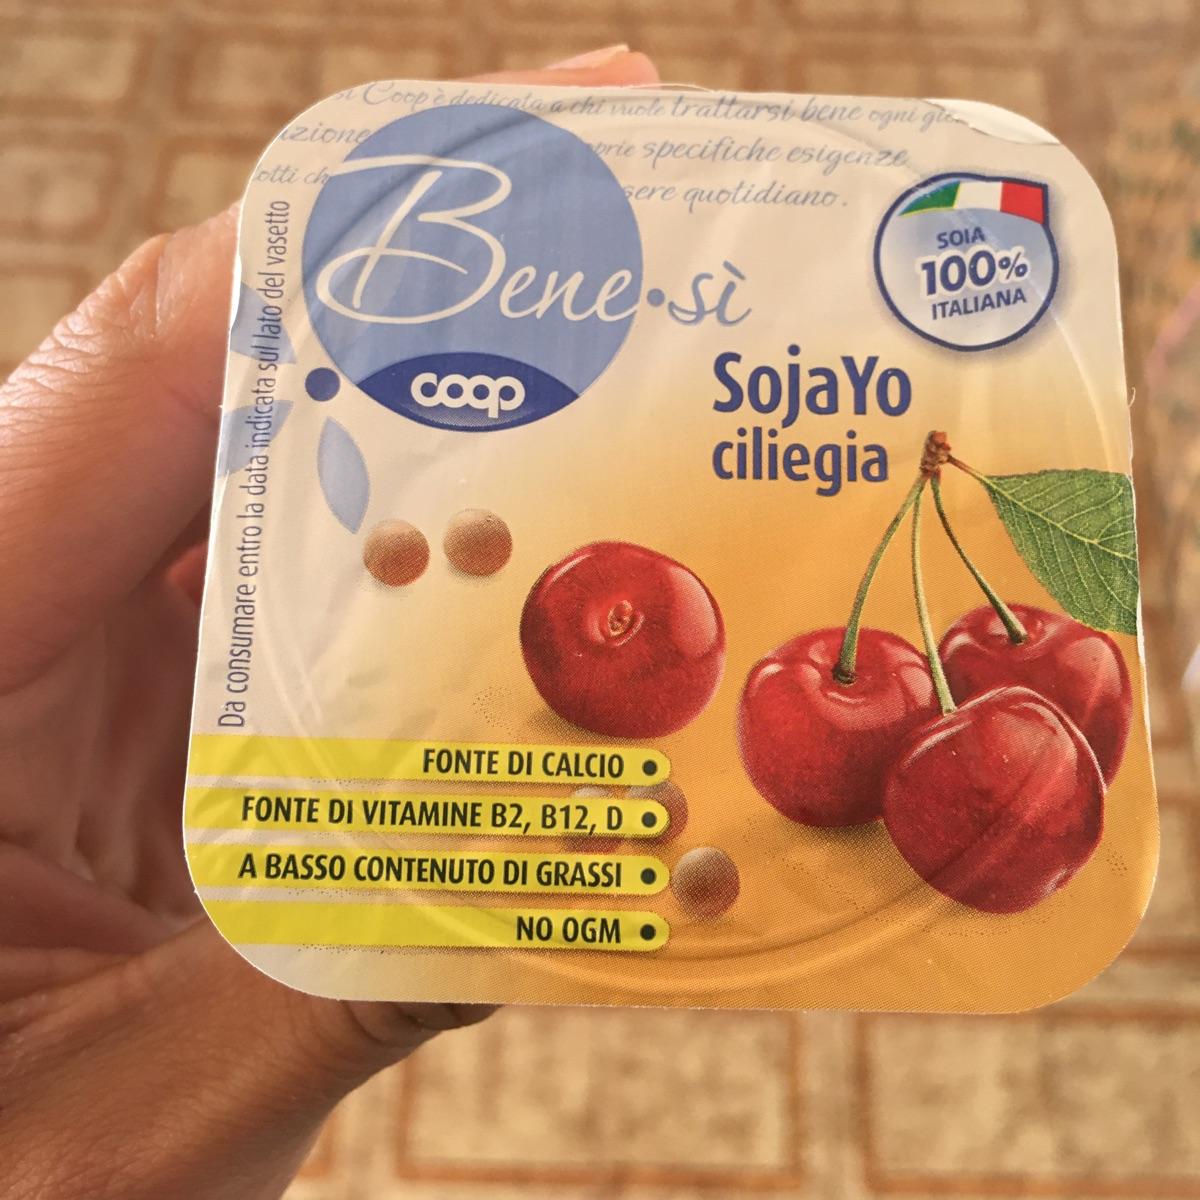 sì Coop è dedicata a chi vuole trattarsi bene ogni
specifiche esigenze
quotidiano.
Bene.sì
coop
SOIA
100%
ITALIANA
SojaYo
ciliegia
Da consumare entro la data indicata sul lato del vasetto
FONTE DI CALCIO •
FONTE DI VITAMINE B2, B12, D •
A BASSO CONTENUTO DI GRASSI •
NO OGM •